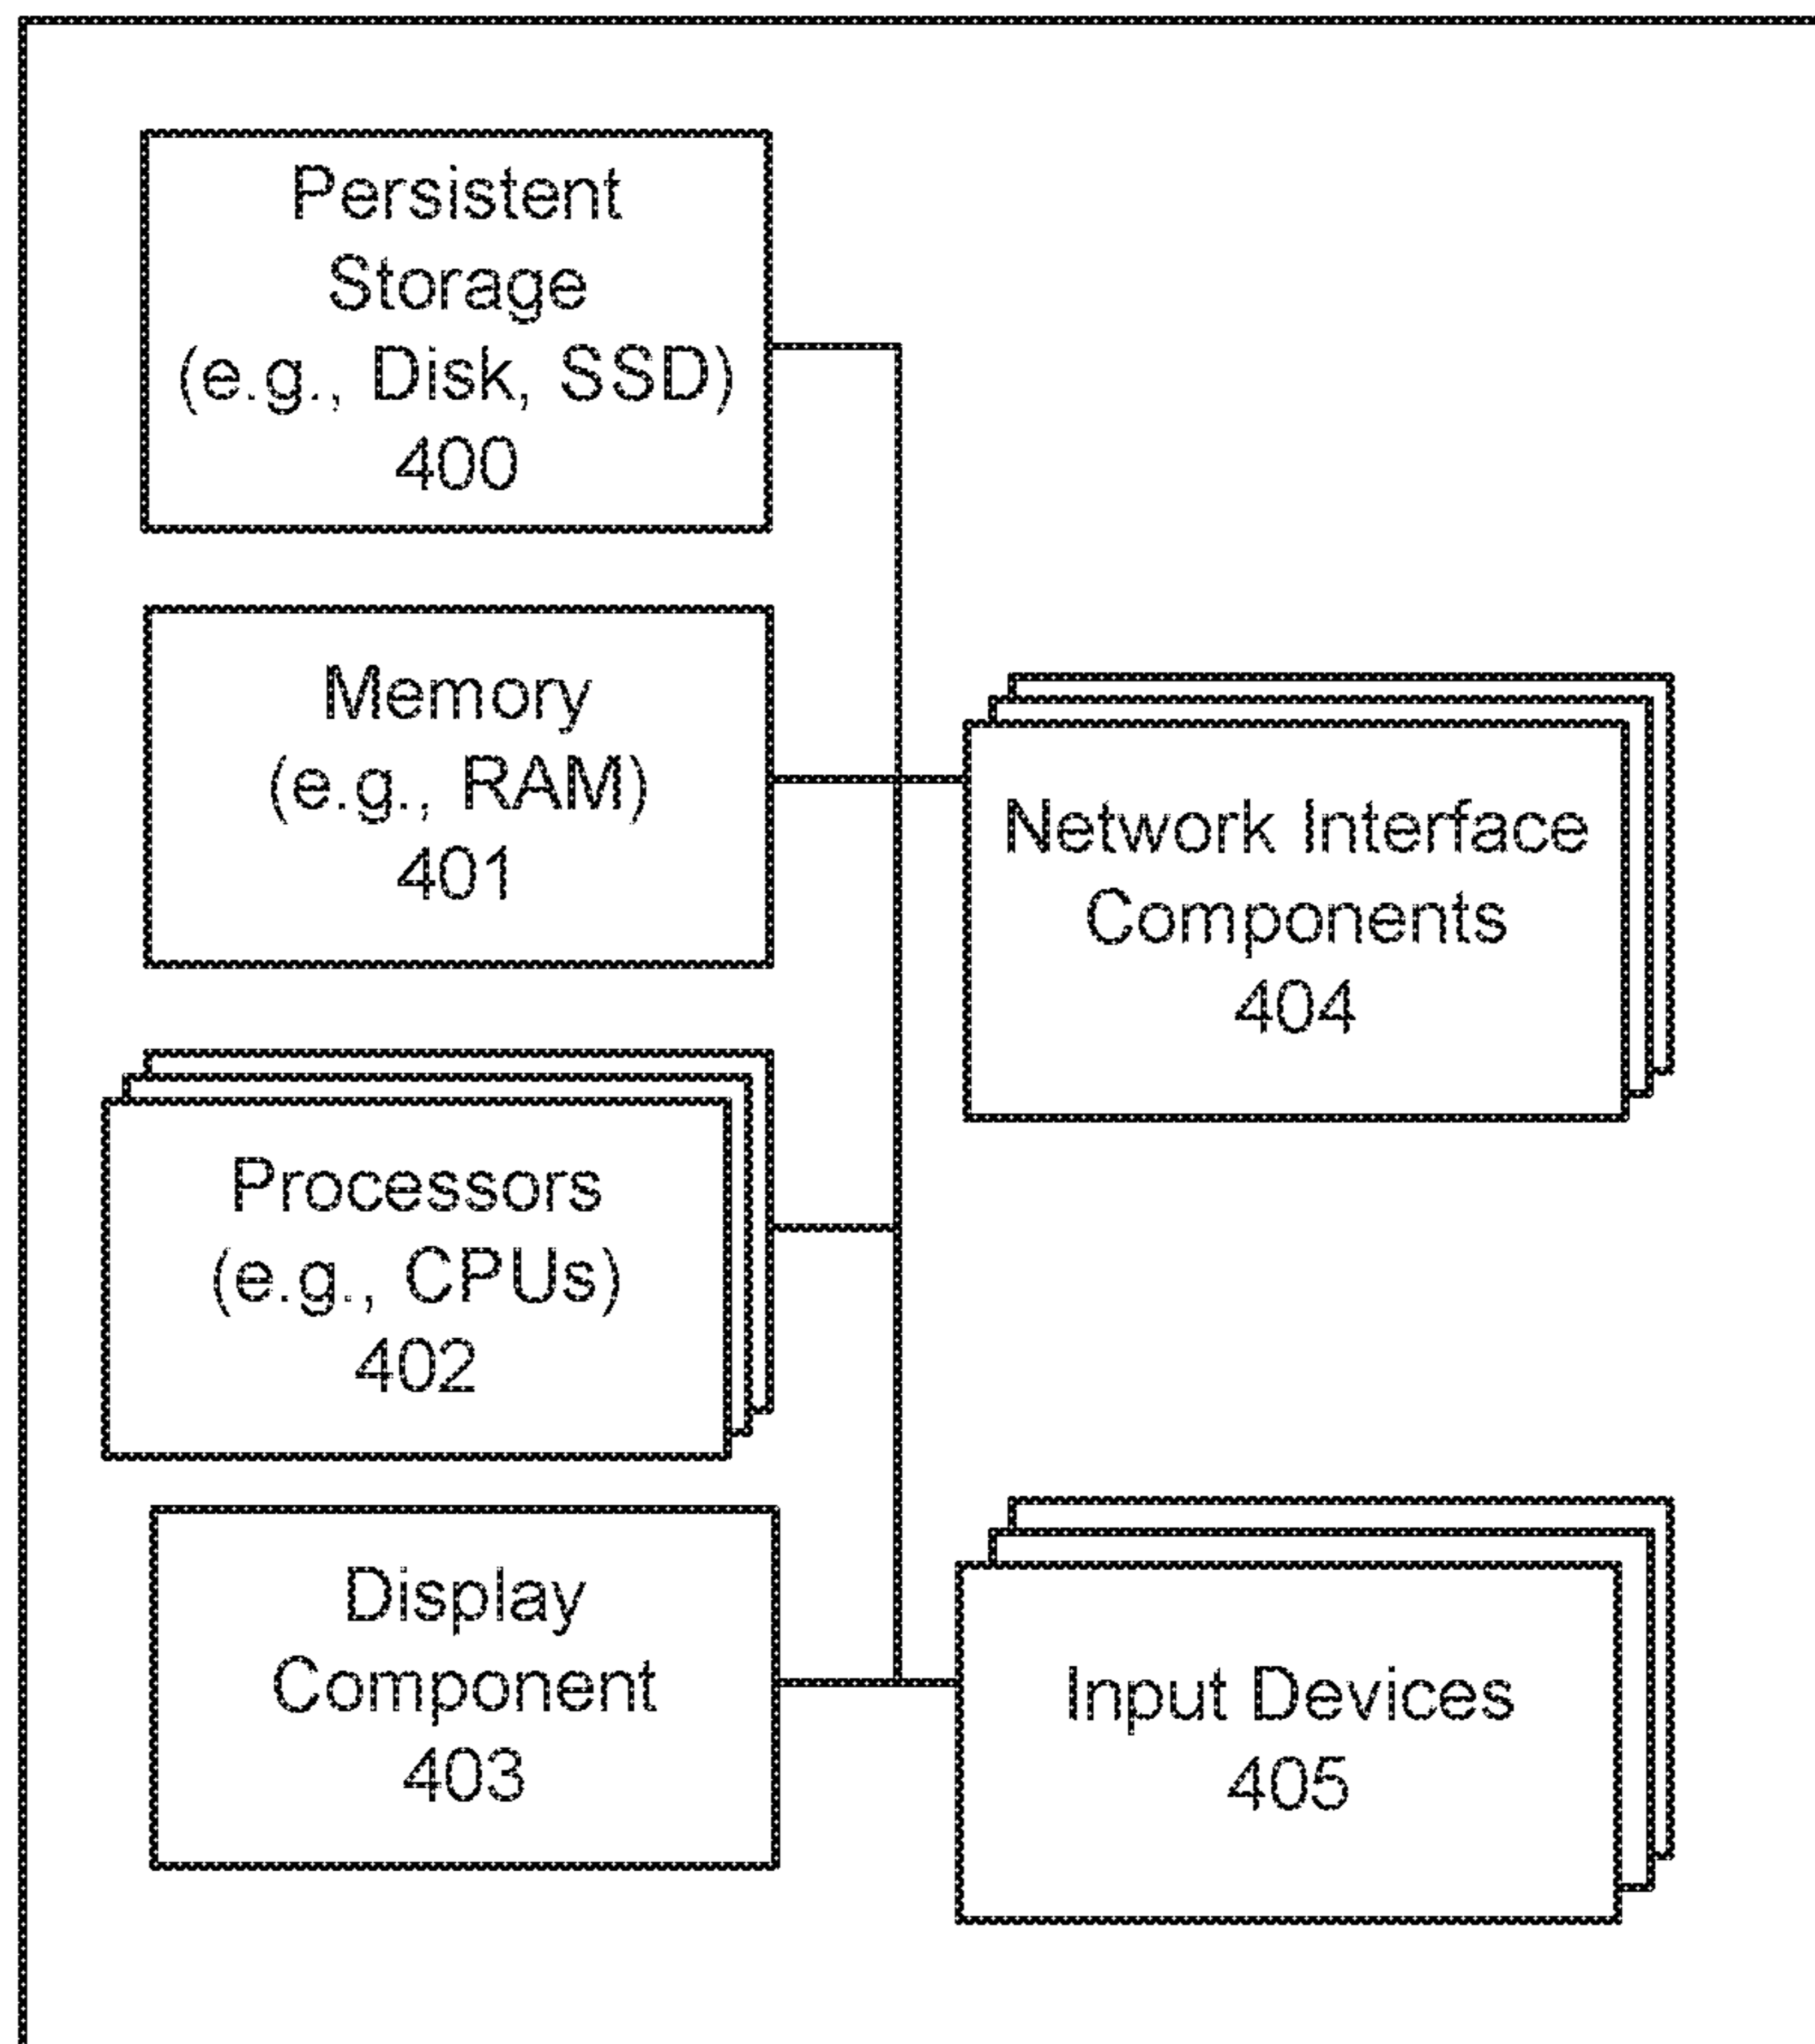 Persistent
Storage
(e.g., Disk, SSD)
400
Memory
(e.g., RAM)
401
Network Interface
Components
404
Processors
(e.g., CPUs)
402
Display
Component
403
Input Devices
405